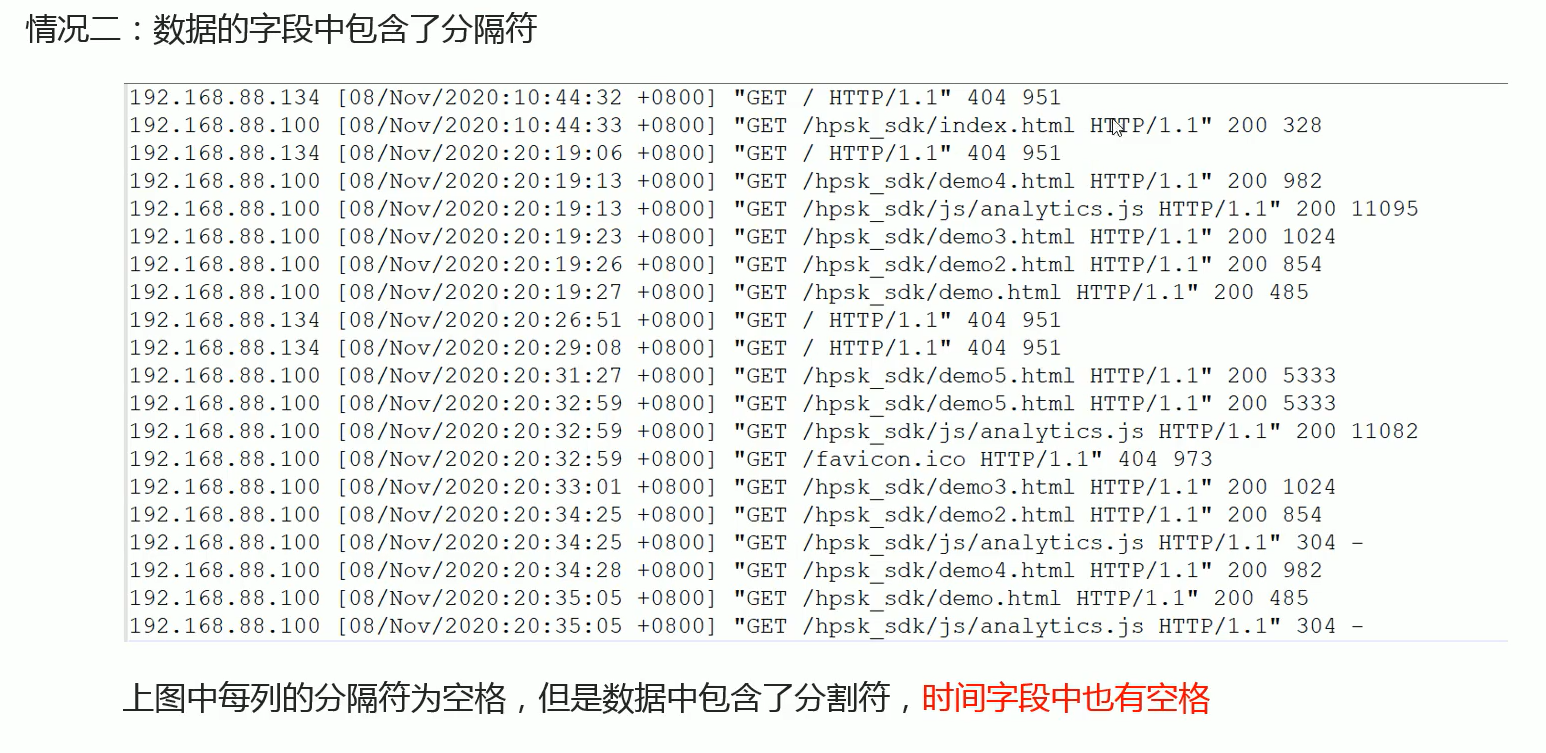 情况二：数据的字段中包含了分隔符
192.168.88.134 [08/Nov/2020:10:44:32 +0800] "GET / HTTP/1.1" 404 951
192.168.88.100 [08/Nov/2020:10:44:33 +0800] "GET /hpsk_sdk/index.html HTTP/1.1" 200 328
192.168.88.134 [08/Nov/2020:20:19:06 +0800] "GET / HTTP/1.1" 404 951
192.168.88.100 [08/Nov/2020:20:19:13 +0800] "GET /hpsk_sdk/demo4.html HTTP/1.1" 200 982
192.168.88.100 [08/Nov/2020:20:19:13 +0800] "GET /hpsk_sdk/js/analytics.js HTTP/1.1" 200 11095
192.168.88.100 [08/Nov/2020:20:19:23 +0800] "GET /hpsk_sdk/demo3.html HTTP/1.1" 200 1024
192.168.88.100 [08/Nov/2020:20:19:26 +0800] "GET /hpsk_sdk/demo2.html HTTP/1.1" 200 854
192.168.88.100 [08/Nov/2020:20:19:27 +0800] "GET /hpsk_sdk/demo.html HTTP/1.1" 200 485
192.168.88.134 [08/Nov/2020:20:26:51 +0800] "GET / HTTP/1.1" 404 951
192.168.88.134 [08/Nov/2020:20:29:08 +0800] "GET / HTTP/1.1" 404 951
192.168.88.100 [08/Nov/2020:20:31:27 +0800] "GET /hpsk_sdk/demo5.html HTTP/1.1" 200 5333
192.168.88.100 [08/Nov/2020:20:32:59 +0800] "GET /hpsk_sdk/demo5.html HTTP/1.1" 200 5333
192.168.88.100 [08/Nov/2020:20:32:59 +0800] "GET /hpsk_sdk/js/analytics.js HTTP/1.1" 200 11082
192.168.88.100 [08/Nov/2020:20:32:59 +0800] "GET /favicon.ico HTTP/1.1" 404 973
192.168.88.100 [08/Nov/2020:20:33:01 +0800] "GET /hpsk_sdk/demo3.html HTTP/1.1" 200 1024
192.168.88.100 [08/Nov/2020:20:34:25 +0800] "GET /hpsk_sdk/demo2.html HTTP/1.1" 200 854
192.168.88.100 [08/Nov/2020:20:34:25 +0800] "GET /hpsk_sdk/js/analytics.js HTTP/1.1" 304 -
192.168.88.100 [08/Nov/2020:20:34:28 +0800] "GET /hpsk_sdk/demo4.html HTTP/1.1" 200 982
192.168.88.100 [08/Nov/2020:20:35:05 +0800] "GET /hpsk_sdk/demo.html HTTP/1.1" 200 485
192.168.88.100 [08/Nov/2020:20:35:05 +0800] "GET /hpsk_sdk/js/analytics.js HTTP/1.1" 304 -
上图中每列的分隔符为空格，但是数据中包含了分割符，时间字段中也有空格